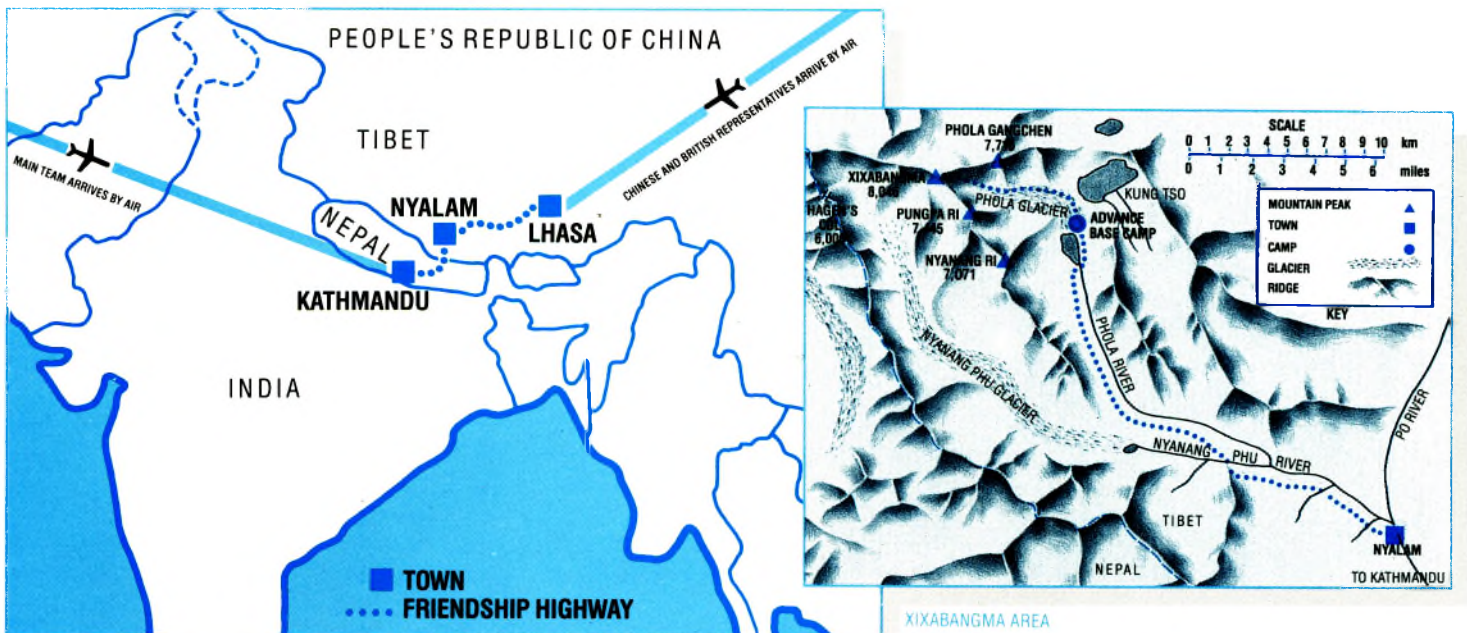 PEOPLE'S REPUBLIC OF CHINA
TIBET
MAIN TEAM ARRIVES BY AIR
CHINESE AND BRITISH REPRESENTATIVES ARRIVE BY AIR
NYALAM
LHASA
NEPAL
KATHMANDU
INDIA
TOWN
FRIENDSHIP HIGHWAY
PHOLA GANGCHEN
SCALE
0 1 2 3 4 5 6 7 8 9 10 km
0 1 2 3 4 5 6 miles
XIXABANGMA
PHOLA GLACIER
KUNG TSO
PUNGPA RI
ADVANCE
BASE CAMP
NYANANG RI
7,071
MOUNTAIN PEAK
TOWN
CAMP
GLACIER
RIDGE
KEY
NYANANG PHU GLACIER
PHOLA RIVER
NYANANG PHU RIVER
PO RIVER
TIBET
NEPAL
NYALAM
TO KATHMANDU
XIXABANGMA AREA